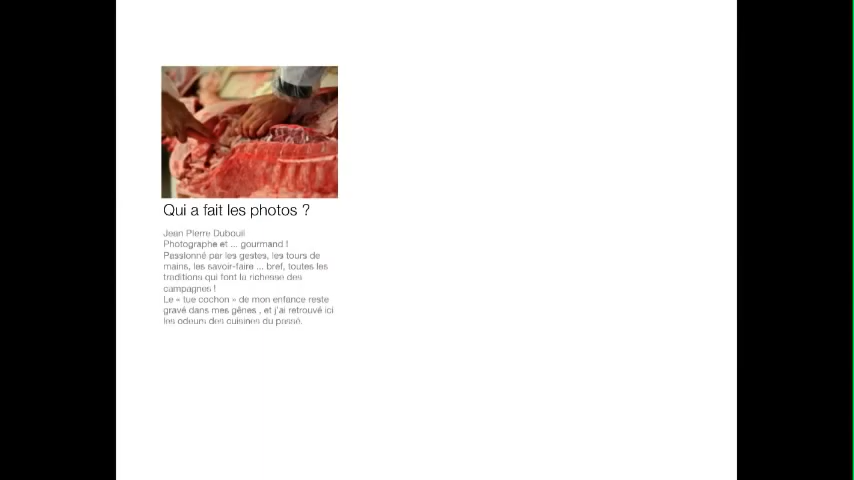 Qui a fait les photos ?
Jean Pierre Dubouil
Photographe et ... gourmand !
Passionné par les gestes, les tours de
mains, les savoir-faire ... bref, toutes les
traditions qui font la richesse des
campagnes !
Le « tue cochon » de mon enfance reste
gravé dans mes gênes , et j'ai retrouvé ici
les odeurs des cuisines du passé.